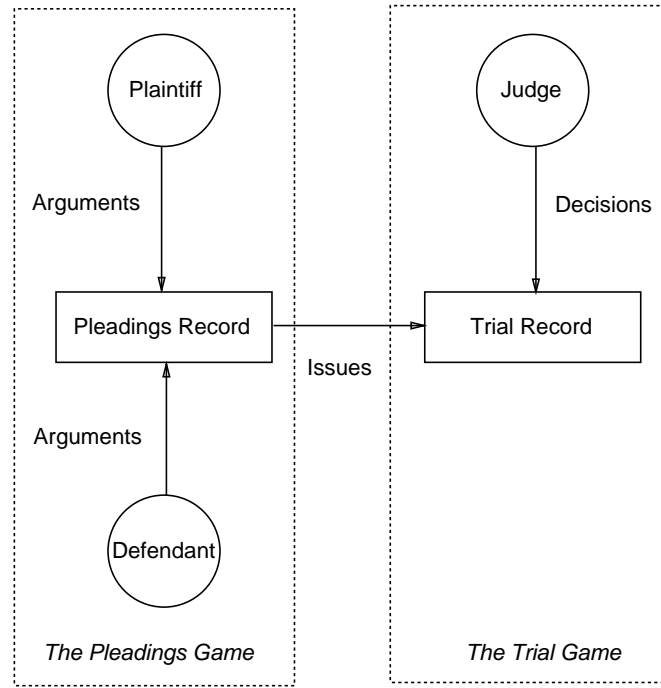 Plaintiff
Judge
Arguments
Decisions
Pleadings Record
Trial Record
Issues
Arguments
Defendant
The Pleadings Game
The Trial Game